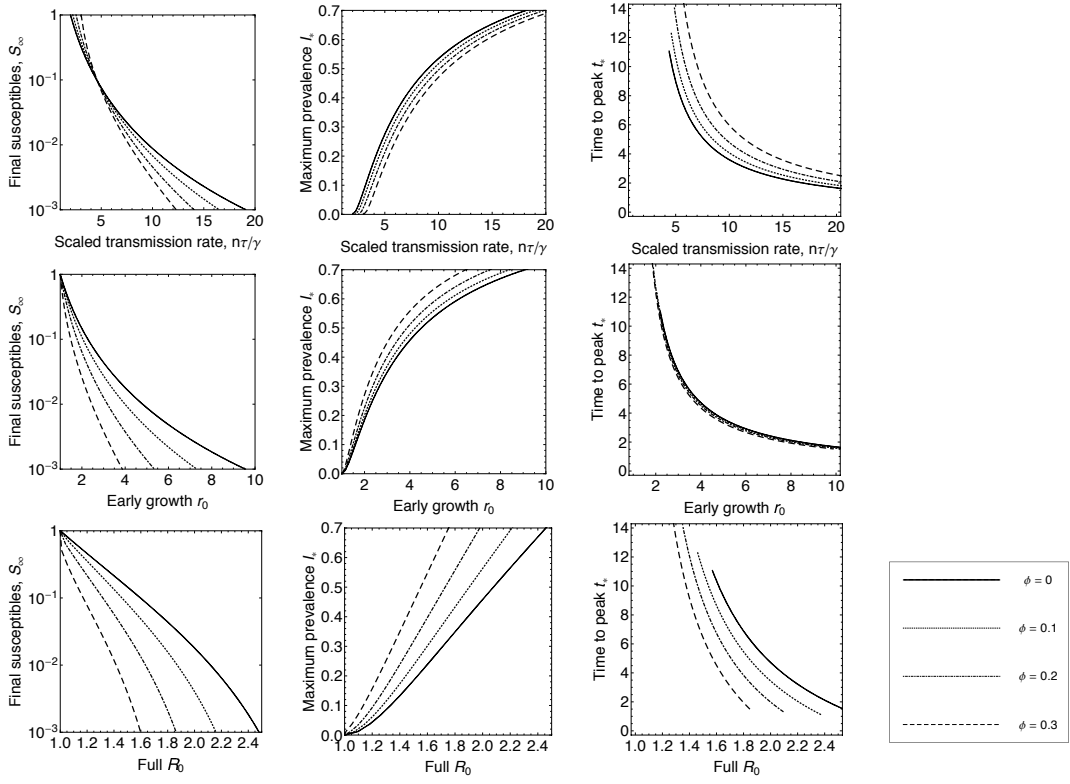 Final susceptibles, S∞
1
10⁻¹
10⁻²
10⁻³
5 10 15 20
Scaled transmission rate, nτ/γ
Maximum prevalence I*
0.7
0.6
0.5
0.4
0.3
0.2
0.1
0.0
5 10 15 20
Scaled transmission rate, nτ/γ
Time to peak t*
14
12
10
8
6
4
2
0
5 10 15 20
Scaled transmission rate, nτ/γ
Final susceptibles, S∞
1
10⁻¹
10⁻²
10⁻³
2 4 6 8 10
Early growth r₀
Maximum prevalence I*
0.7
0.6
0.5
0.4
0.3
0.2
0.1
0.0
2 4 6 8 10
Early growth r₀
Time to peak t*
14
12
10
8
6
4
2
0
2 4 6 8 10
Early growth r₀
Final susceptibles, S∞
1
10⁻¹
10⁻²
10⁻³
1.0 1.2 1.4 1.6 1.8 2.0 2.2 2.4
Full R₀
Maximum prevalence I*
0.7
0.6
0.5
0.4
0.3
0.2
0.1
0.0
1.0 1.2 1.4 1.6 1.8 2.0 2.2 2.4
Full R₀
Time to peak t*
14
12
10
8
6
4
2
0
1.0 1.2 1.4 1.6 1.8 2.0 2.2 2.4
Full R₀
ϕ = 0
ϕ = 0.1
ϕ = 0.2
ϕ = 0.3